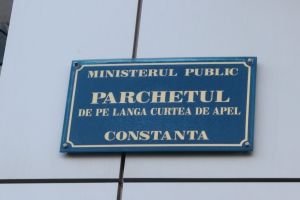 MINISTERUL PUBLIC
PARCHETUL
DE PE LANGA CURTEA DE APEL
CONSTANTA